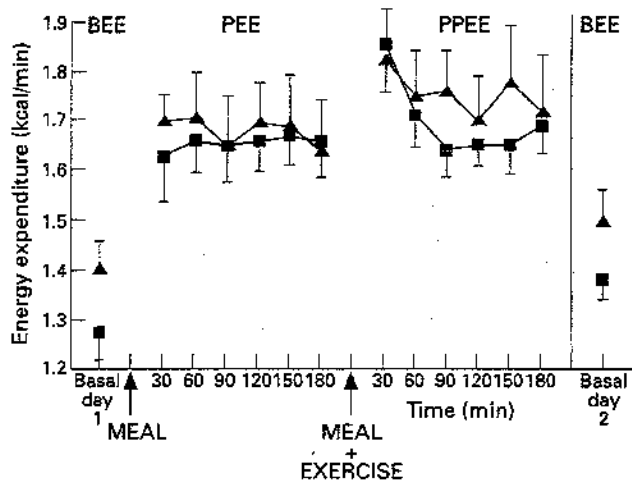 BEE PEE PPEE BEE
Energy expenditure (kcal/min)
1.9
1.8
1.7
1.6
1.5
1.4
1.3
1.2
Basal day 1
30 60 90 120 150 180
30 60 90 120 150 180
Basal day 2
Time (min)
MEAL
MEAL
+
EXERCISE